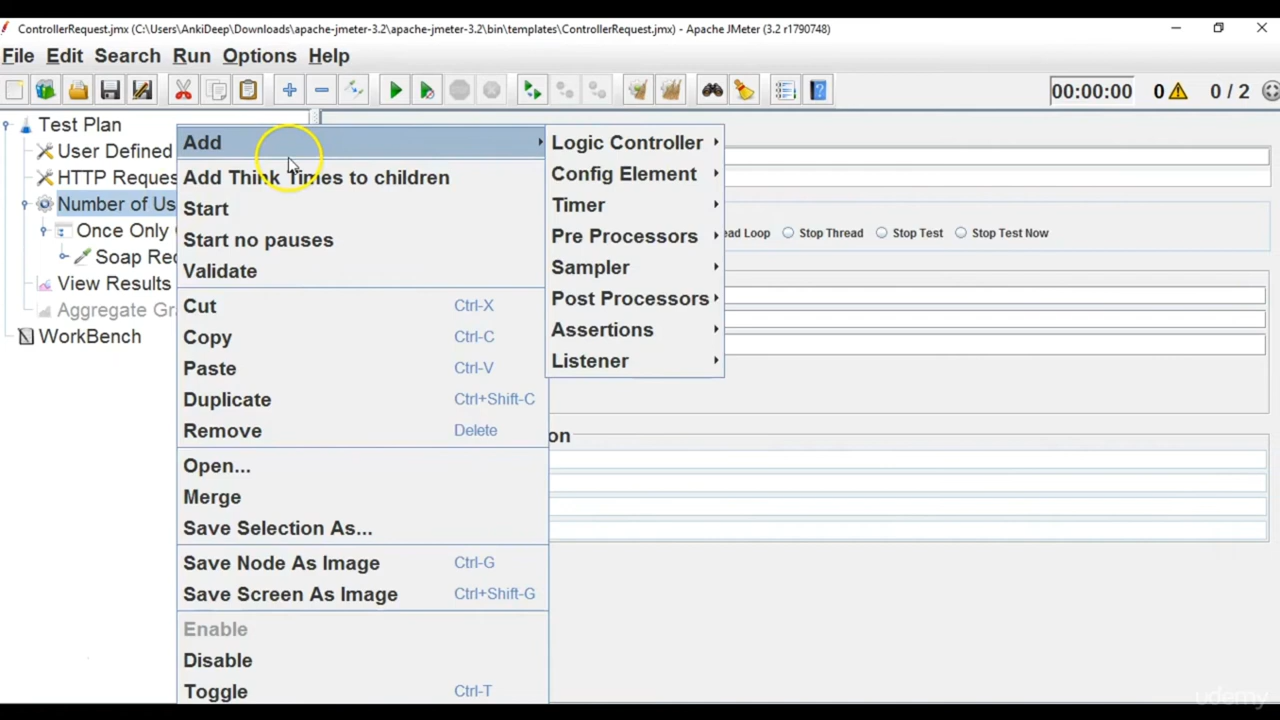 ControllerRequest.jmx (C:\Users\AnkiDeep\Downloads\apache-jmeter-3.2\apache-jmeter-3.2\bin\templates\ControllerRequest.jmx) - Apache JMeter (3.2 r1790748)
File Edit Search Run Options Help
00:00:00 0 0 / 2
Test Plan
User Defined
HTTP Reques
Number of Us
Once Only
Soap Rec
View Results
Aggregate Gr
WorkBench
Add
Add Think Times to children
Start
Start no pauses
Validate
Cut Ctrl-X
Copy Ctrl-C
Paste Ctrl-V
Duplicate Ctrl+Shift-C
Remove Delete
Open...
Merge
Save Selection As...
Save Node As Image Ctrl-G
Save Screen As Image Ctrl+Shift-G
Enable
Disable
Toggle Ctrl-T
Logic Controller
Config Element
Timer
Pre Processors
Sampler
Post Processors
Assertions
Listener
ead Loop Stop Thread Stop Test Stop Test Now
on
udemy